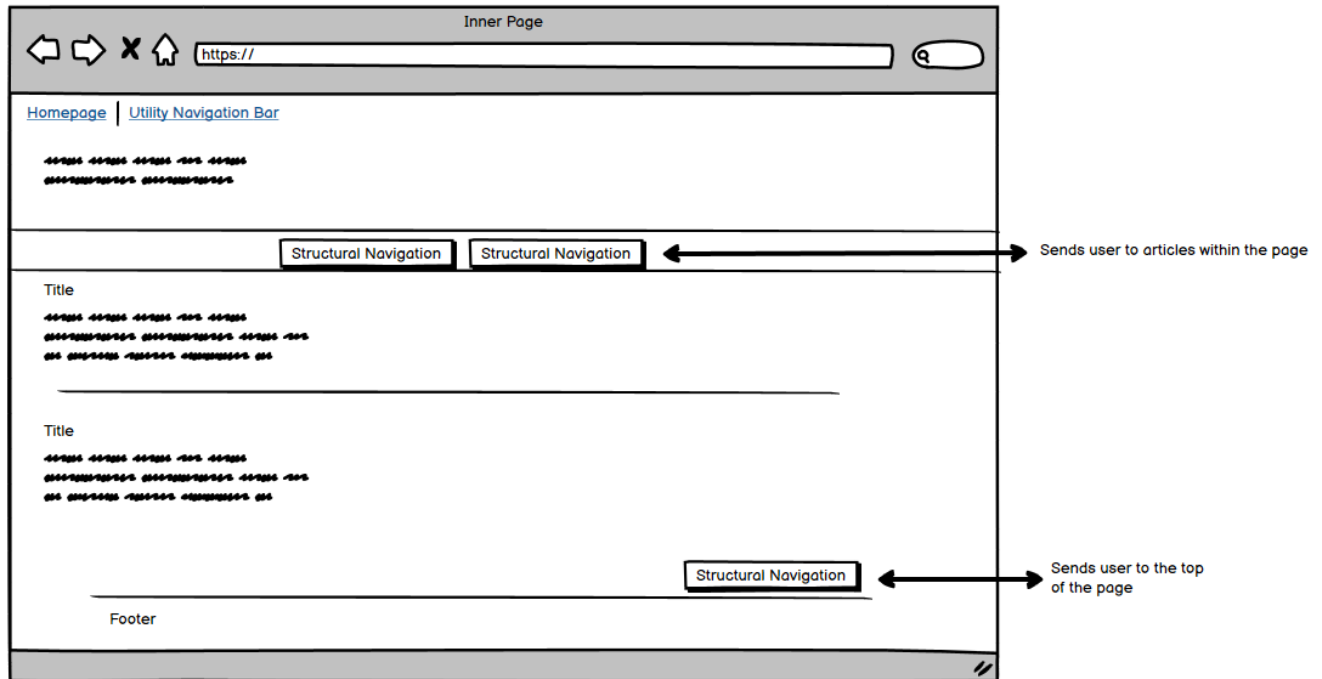 Inner Page
https://
Homepage Utility Navigation Bar
Structural Navigation Structural Navigation
Sends user to articles within the page
Title
Title
Structural Navigation
Sends user to the top
of the page
Footer